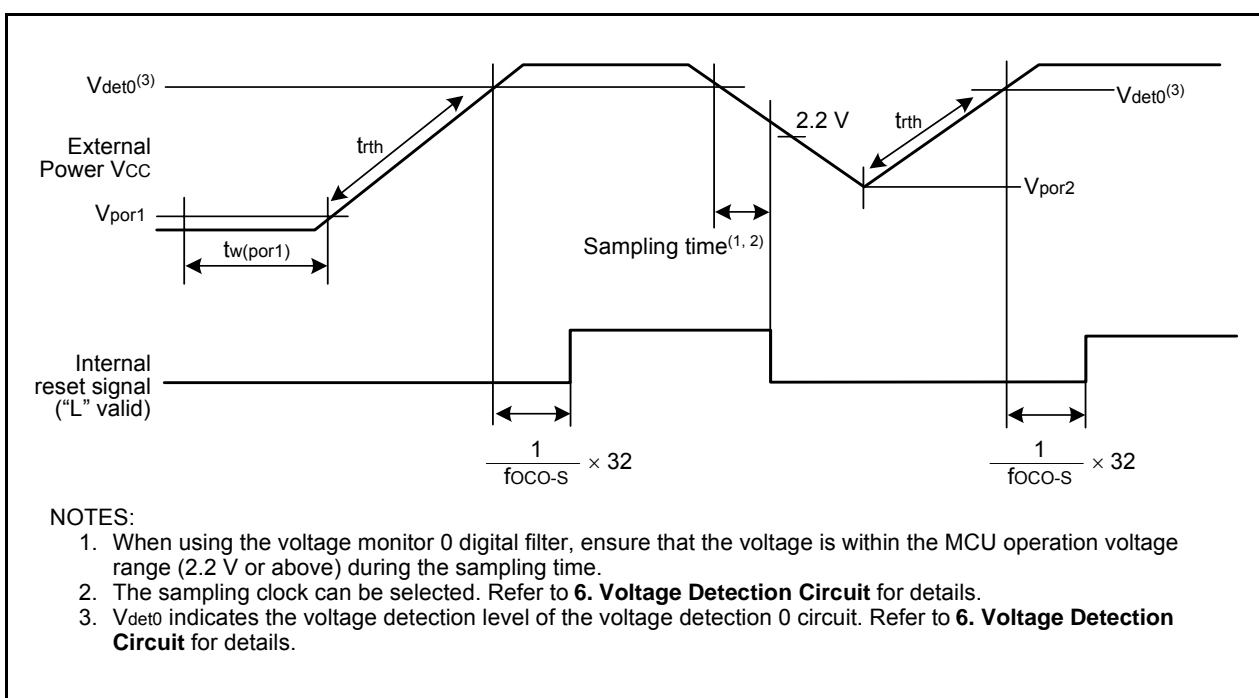 Vdet0(3)
2.2 V
Vdet0(3)
trth
trth
External
Power VCC
Vpor1
Vpor2
tw(por1)
Sampling time(1, 2)
Internal
reset signal
(“L” valid)
1
fOCO-S
× 32
1
fOCO-S
× 32
NOTES:
1. When using the voltage monitor 0 digital filter, ensure that the voltage is within the MCU operation voltage
range (2.2 V or above) during the sampling time.
2. The sampling clock can be selected. Refer to 6. Voltage Detection Circuit for details.
3. Vdet0 indicates the voltage detection level of the voltage detection 0 circuit. Refer to 6. Voltage Detection
Circuit for details.